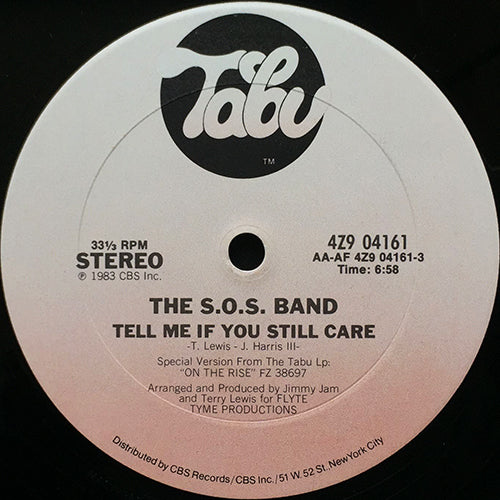 Tabu
TM
33⅓ RPM
STEREO
℗ 1983 CBS Inc.
4Z9 04161
AA-AF 4Z9 04161-3
Time: 6:58
THE S.O.S. BAND
TELL ME IF YOU STILL CARE
-T. Lewis - J. Harris III-
Special Version From The Tabu Lp:
"ON THE RISE" FZ 38697
Arranged and Produced by Jimmy Jam
and Terry Lewis for FLYTE
TYME PRODUCTIONS
Distributed by CBS Records/CBS Inc./51 W. 52 St. New York City